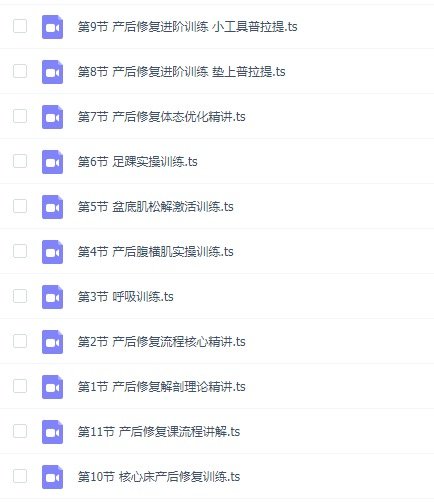 第9节 产后修复进阶训练 小工具普拉提.ts
第8节 产后修复进阶训练 垫上普拉提.ts
第7节 产后修复体态优化精讲.ts
第6节 足踝实操训练.ts
第5节 盆底肌松解激活训练.ts
第4节 产后腹横肌实操训练.ts
第3节 呼吸训练.ts
第2节 产后修复流程核心精讲.ts
第1节 产后修复解剖理论精讲.ts
第11节 产后修复课流程讲解.ts
第10节 核心床产后修复训练.ts